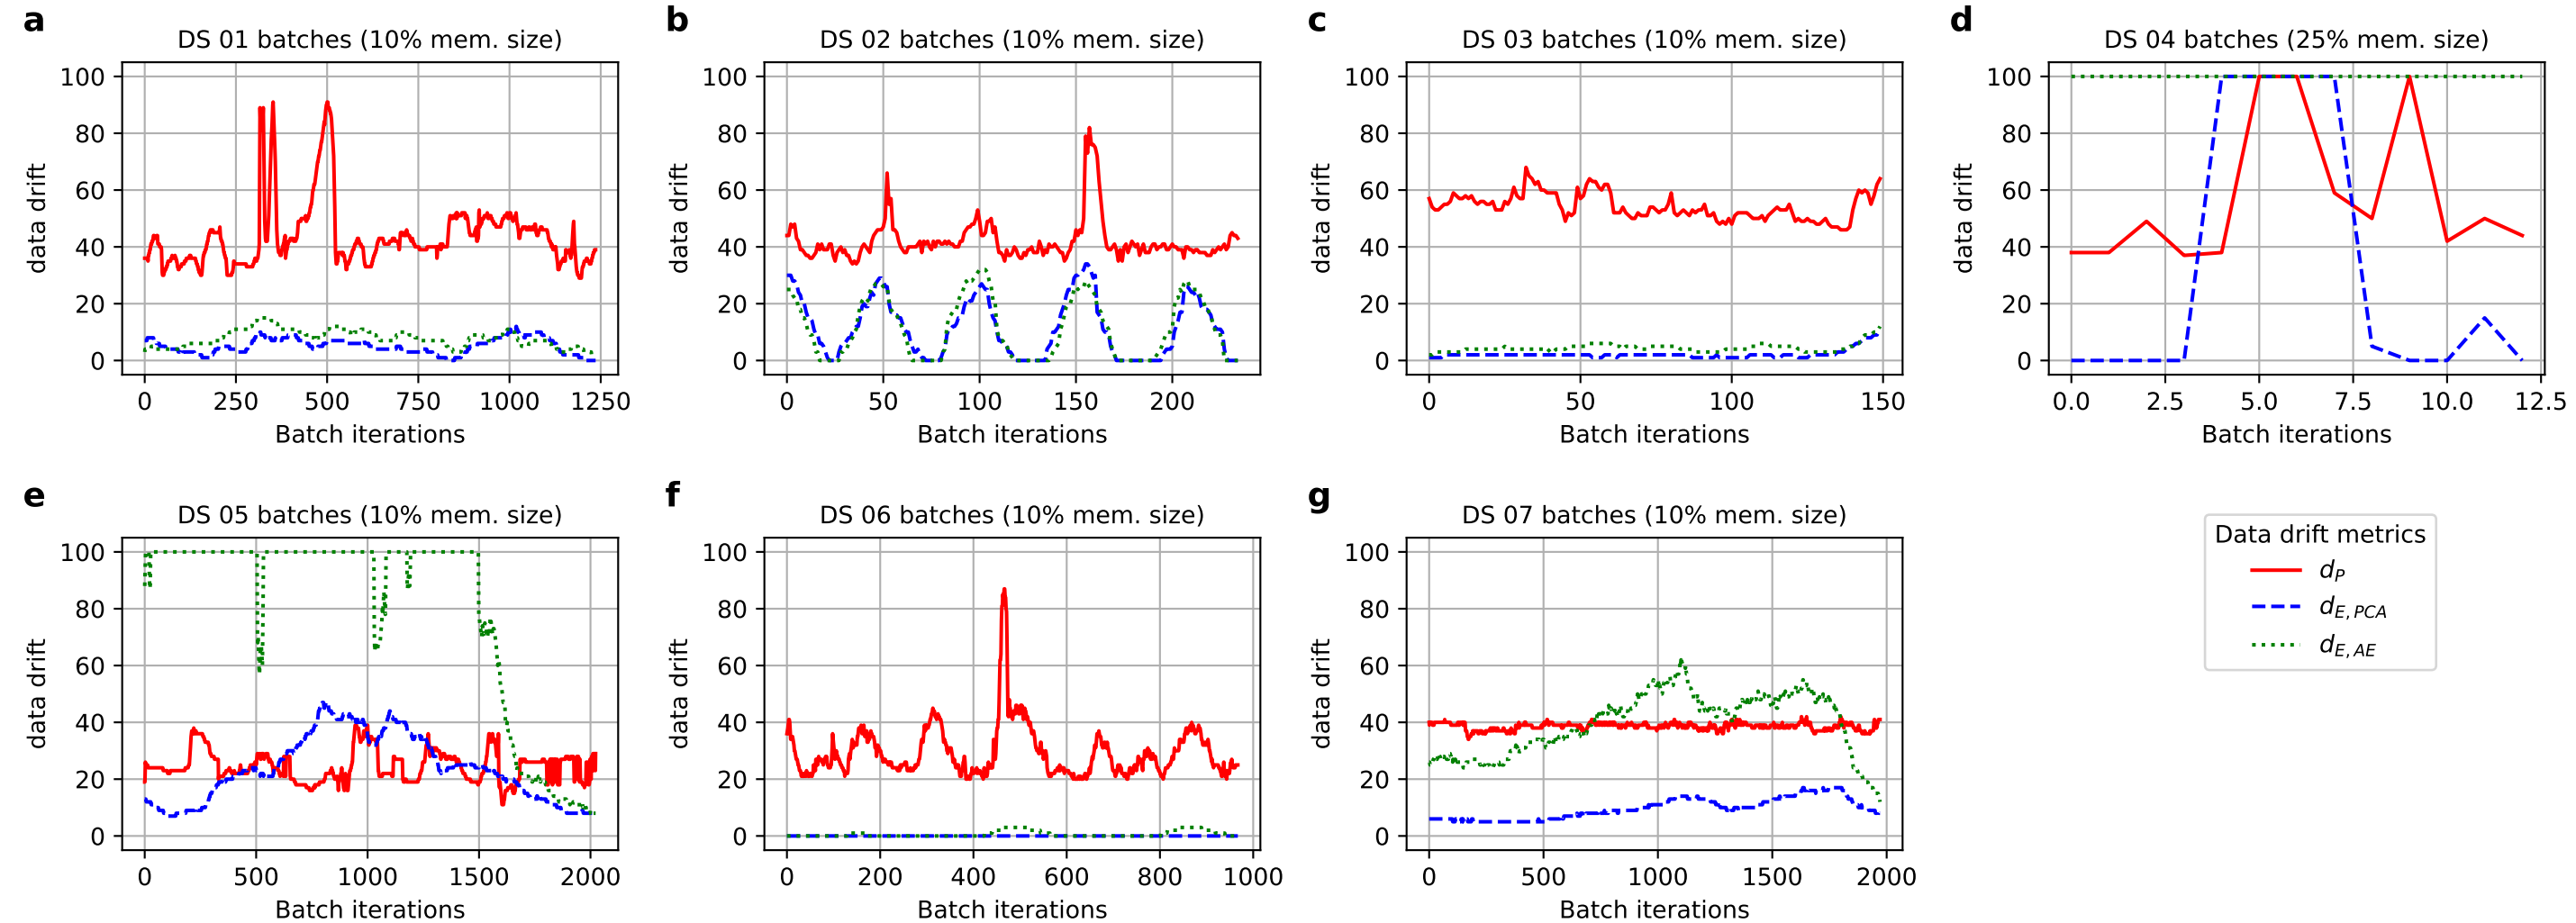 a
DS 01 batches (10% mem. size)
100
80
60
40
20
0
data drift
0 250 500 750 1000 1250
Batch iterations
b
DS 02 batches (10% mem. size)
100
80
60
40
20
0
data drift
0 50 100 150 200
Batch iterations
c
DS 03 batches (10% mem. size)
100
80
60
40
20
0
data drift
0 50 100 150
Batch iterations
d
DS 04 batches (25% mem. size)
100
80
60
40
20
0
data drift
0.0 2.5 5.0 7.5 10.0 12.5
Batch iterations
e
DS 05 batches (10% mem. size)
100
80
60
40
20
0
data drift
0 500 1000 1500 2000
Batch iterations
f
DS 06 batches (10% mem. size)
100
80
60
40
20
0
data drift
0 200 400 600 800 1000
Batch iterations
g
DS 07 batches (10% mem. size)
100
80
60
40
20
0
data drift
0 500 1000 1500 2000
Batch iterations
Data drift metrics
d_P
d_{E, PCA}
d_{E, AE}